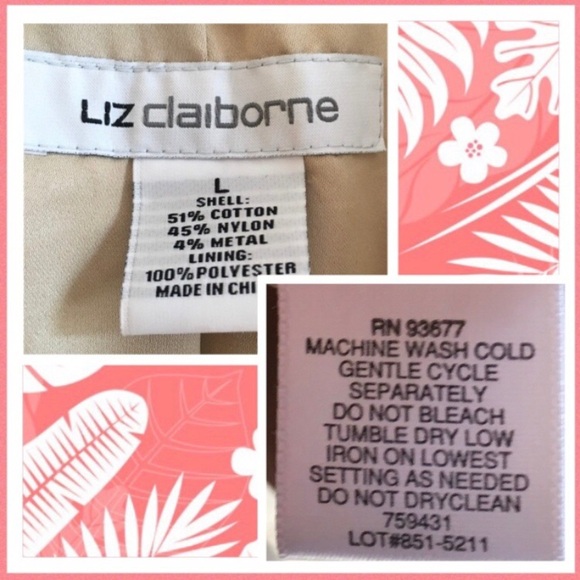 LIZ claiborne
L
SHELL:
51% COTTON
45% NYLON
4% METAL
LINING:
100% POLYESTER
MADE IN CHI
RN 93677
MACHINE WASH COLD
GENTLE CYCLE
SEPARATELY
DO NOT BLEACH
TUMBLE DRY LOW
IRON ON LOWEST
SETTING AS NEEDED
DO NOT DRYCLEAN
759431
LOT#851-5211